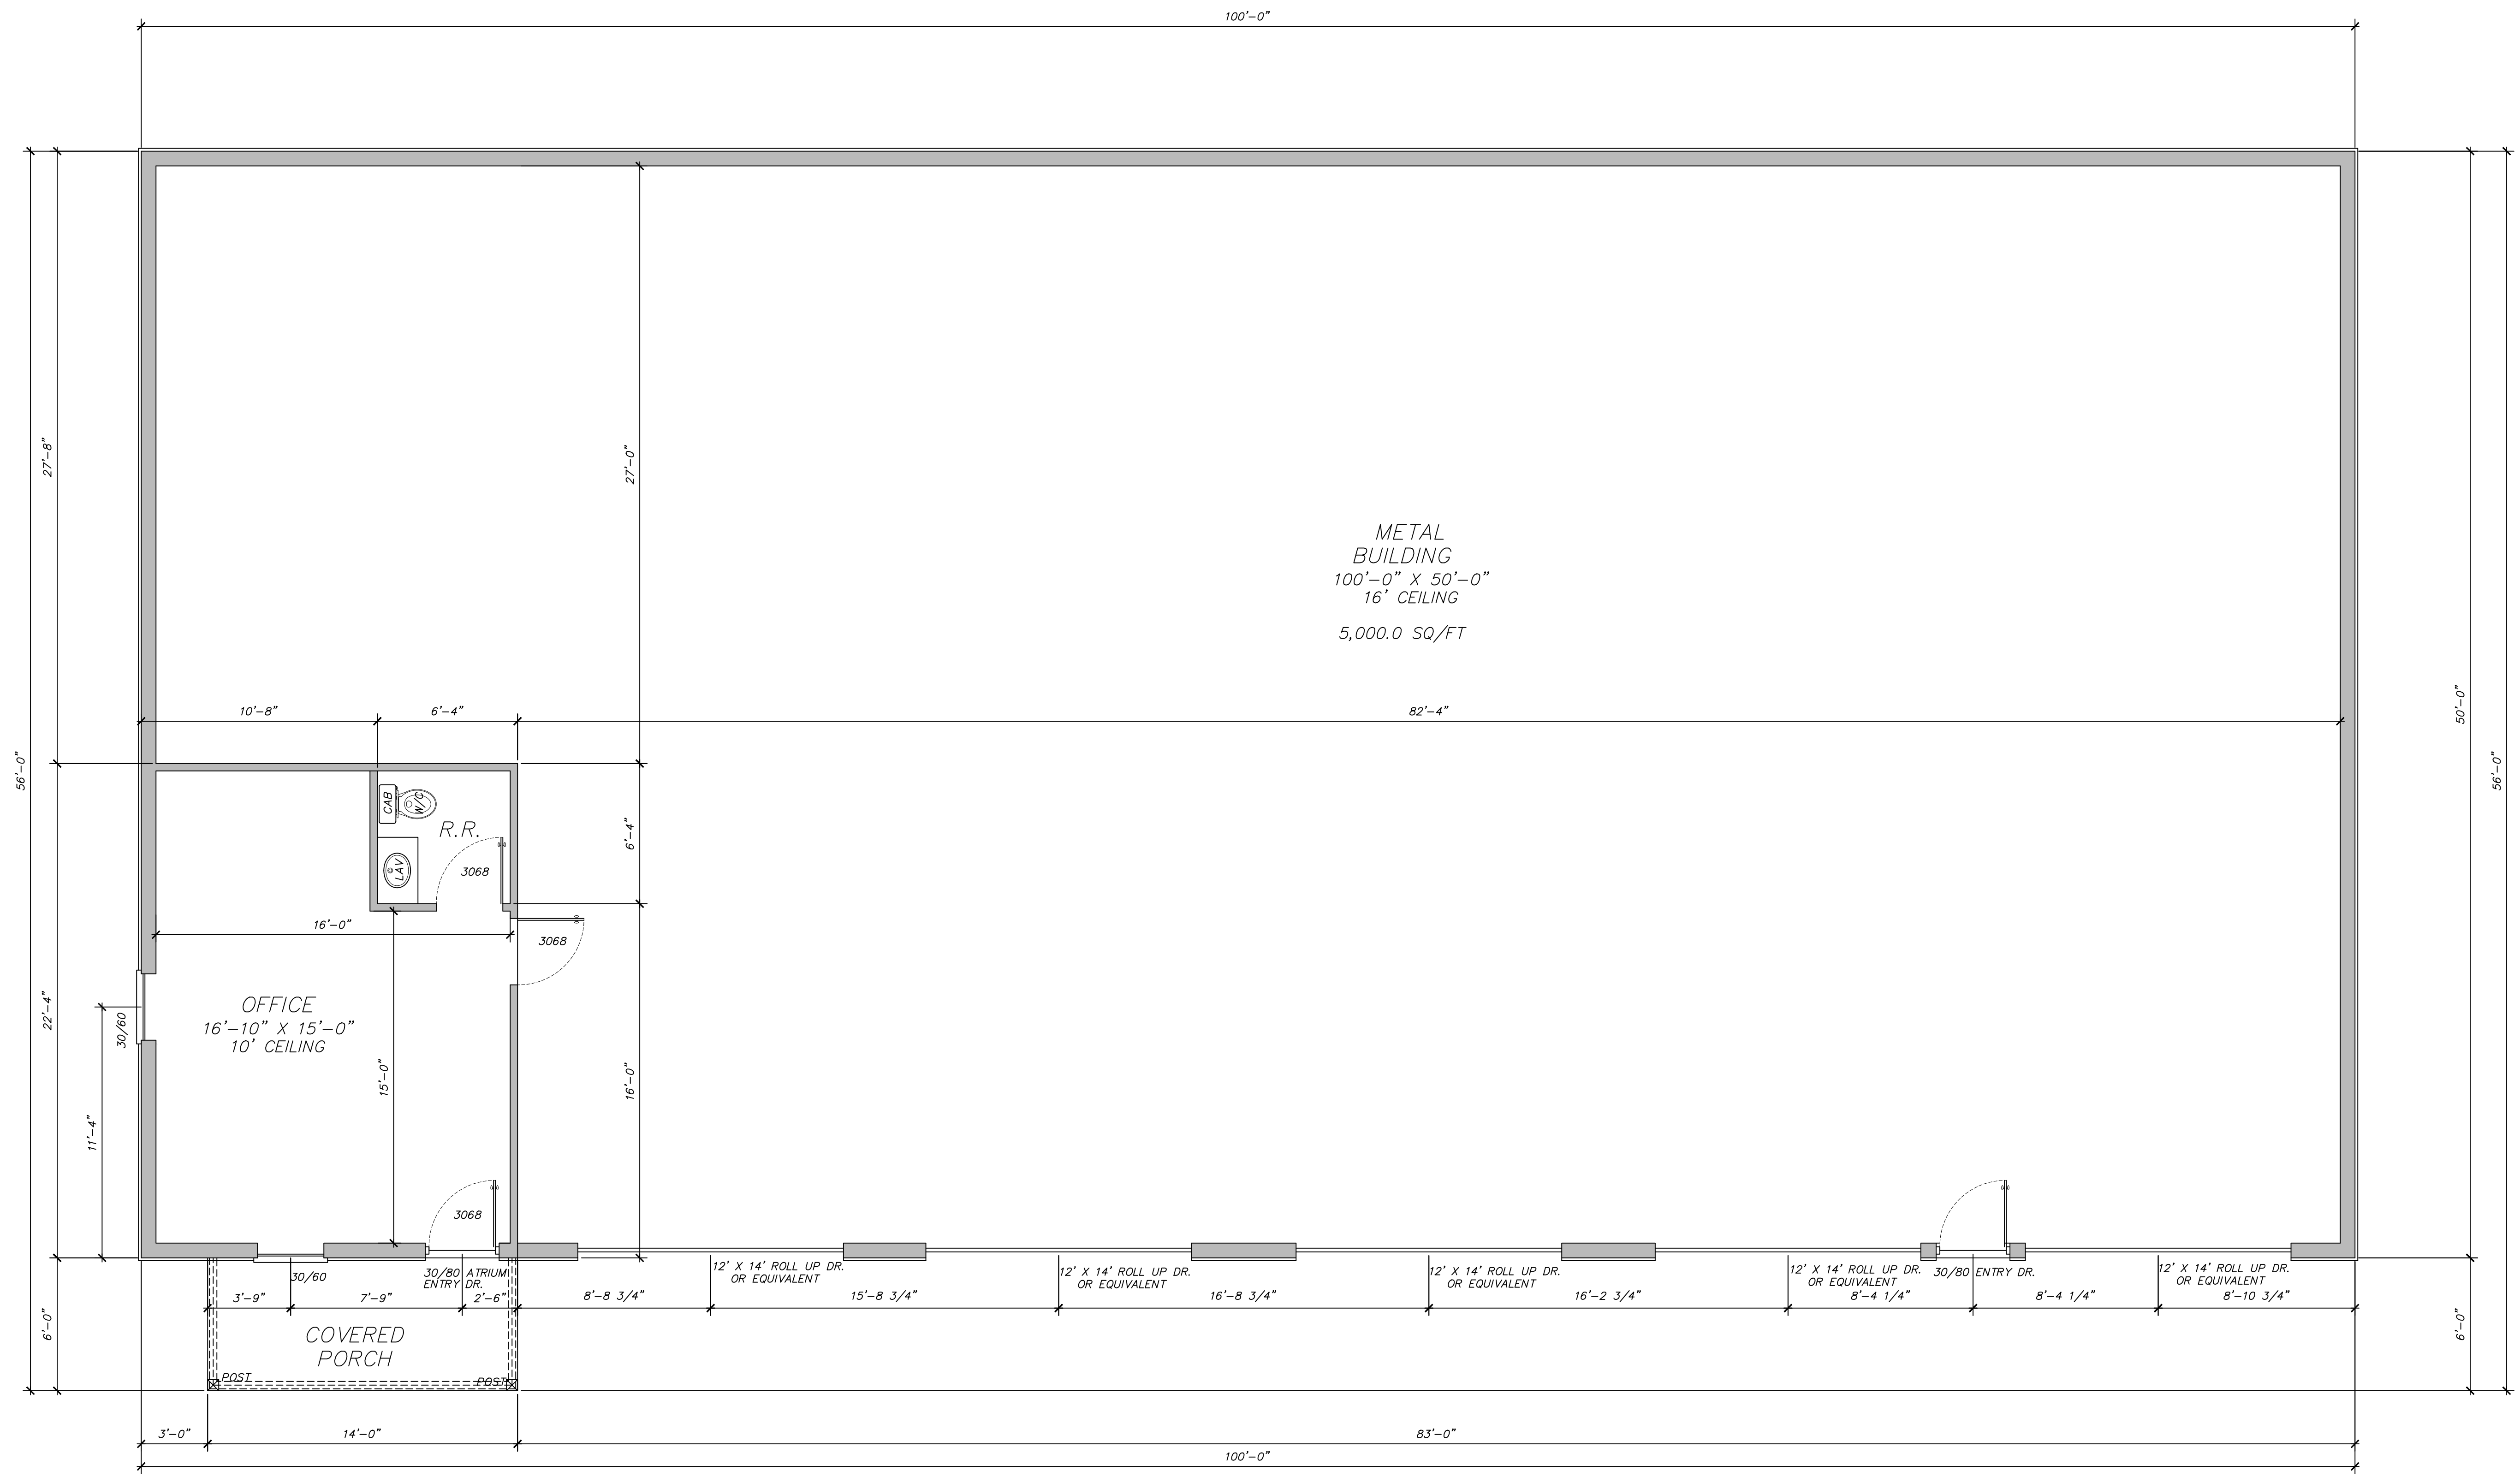 100'-0"
27'-8"
27'-0"
METAL
BUILDING
100'-0" X 50'-0"
16' CEILING
5,000.0 SQ/FT
50'-0"
56'-0"
56'-0"
10'-8"
6'-4"
82'-4"
CAB
W/C
R.R.
LAV
3068
6'-4"
16'-0"
3068
22'-4"
30/60
OFFICE
16'-10" X 15'-0"
10' CEILING
15'-0"
16'-0"
11'-4"
3068
30/60
30/80 ATRIUM
ENTRY DR.
12' X 14' ROLL UP DR.
OR EQUIVALENT
12' X 14' ROLL UP DR.
OR EQUIVALENT
12' X 14' ROLL UP DR.
OR EQUIVALENT
12' X 14' ROLL UP DR.
OR EQUIVALENT
30/80 ENTRY DR.
12' X 14' ROLL UP DR.
OR EQUIVALENT
3'-9"
7'-9"
2'-6"
8'-8 3/4"
15'-8 3/4"
16'-8 3/4"
16'-2 3/4"
8'-4 1/4"
8'-4 1/4"
8'-10 3/4"
6'-0"
6'-0"
COVERED
PORCH
POST
POST
3'-0"
14'-0"
83'-0"
100'-0"